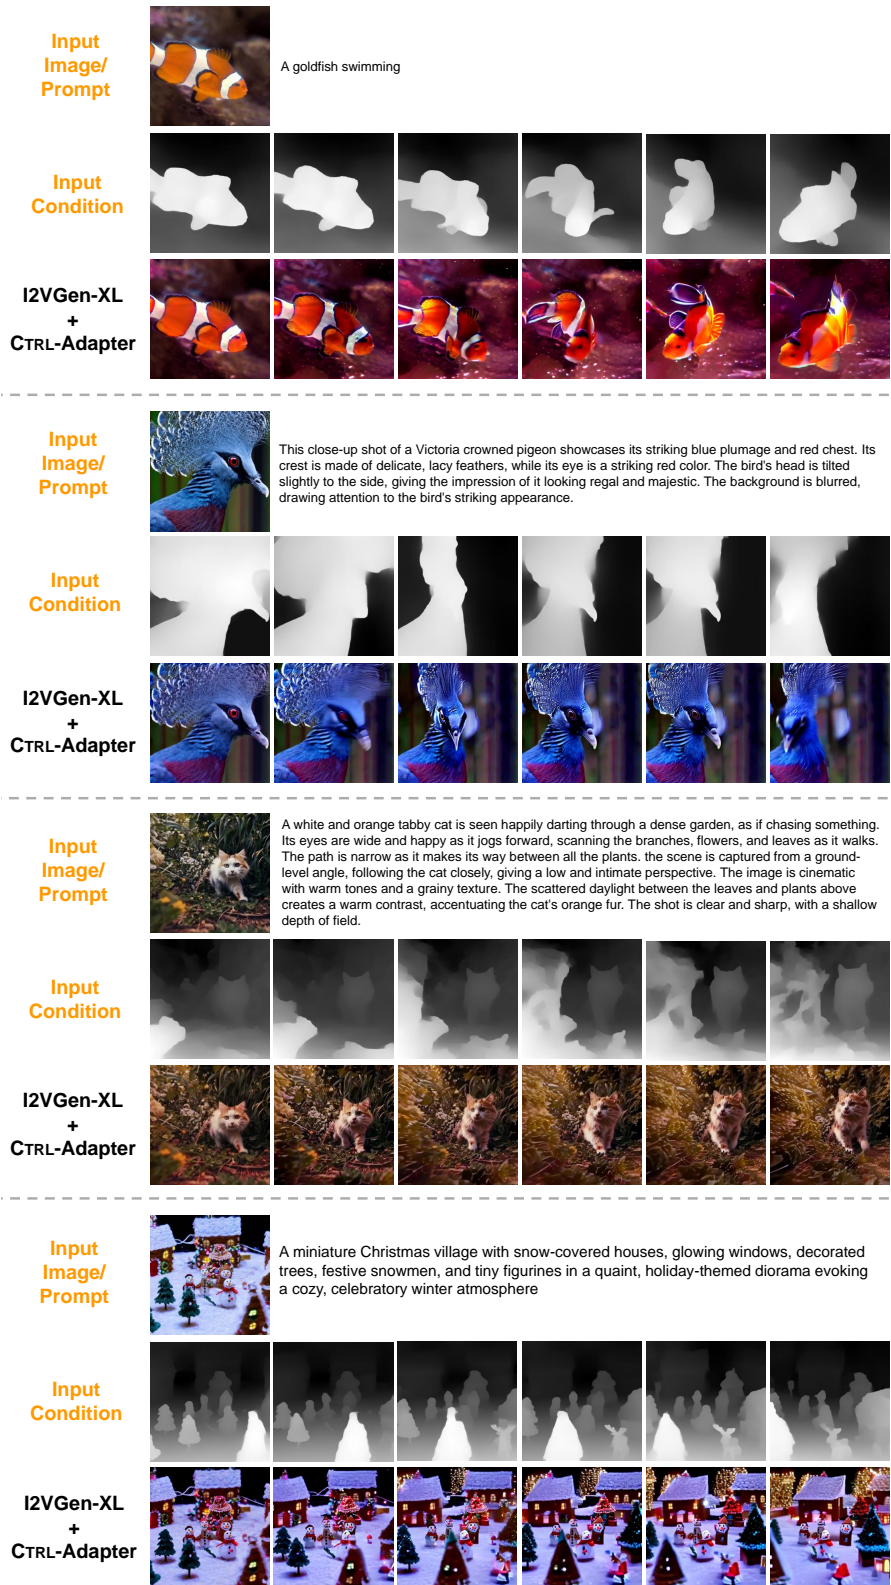 Input
Image/
Prompt
A goldfish swimming
Input
Condition
I2VGen-XL
+
CTRL-Adapter
Input
Image/
Prompt
This close-up shot of a Victoria crowned pigeon showcases its striking blue plumage and red chest. Its
crest is made of delicate, lacy feathers, while its eye is a striking red color. The bird's head is tilted
slightly to the side, giving the impression of it looking regal and majestic. The background is blurred,
drawing attention to the bird's striking appearance.
Input
Condition
I2VGen-XL
+
CTRL-Adapter
Input
Image/
Prompt
A white and orange tabby cat is seen happily darting through a dense garden, as if chasing something.
Its eyes are wide and happy as it jogs forward, scanning the branches, flowers, and leaves as it walks.
The path is narrow as it makes its way between all the plants. the scene is captured from a ground-
level angle, following the cat closely, giving a low and intimate perspective. The image is cinematic
with warm tones and a grainy texture. The scattered daylight between the leaves and plants above
creates a warm contrast, accentuating the cat's orange fur. The shot is clear and sharp, with a shallow
depth of field.
Input
Condition
I2VGen-XL
+
CTRL-Adapter
Input
Image/
Prompt
A miniature Christmas village with snow-covered houses, glowing windows, decorated
trees, festive snowmen, and tiny figurines in a quaint, holiday-themed diorama evoking
a cozy, celebratory winter atmosphere
Input
Condition
I2VGen-XL
+
CTRL-Adapter